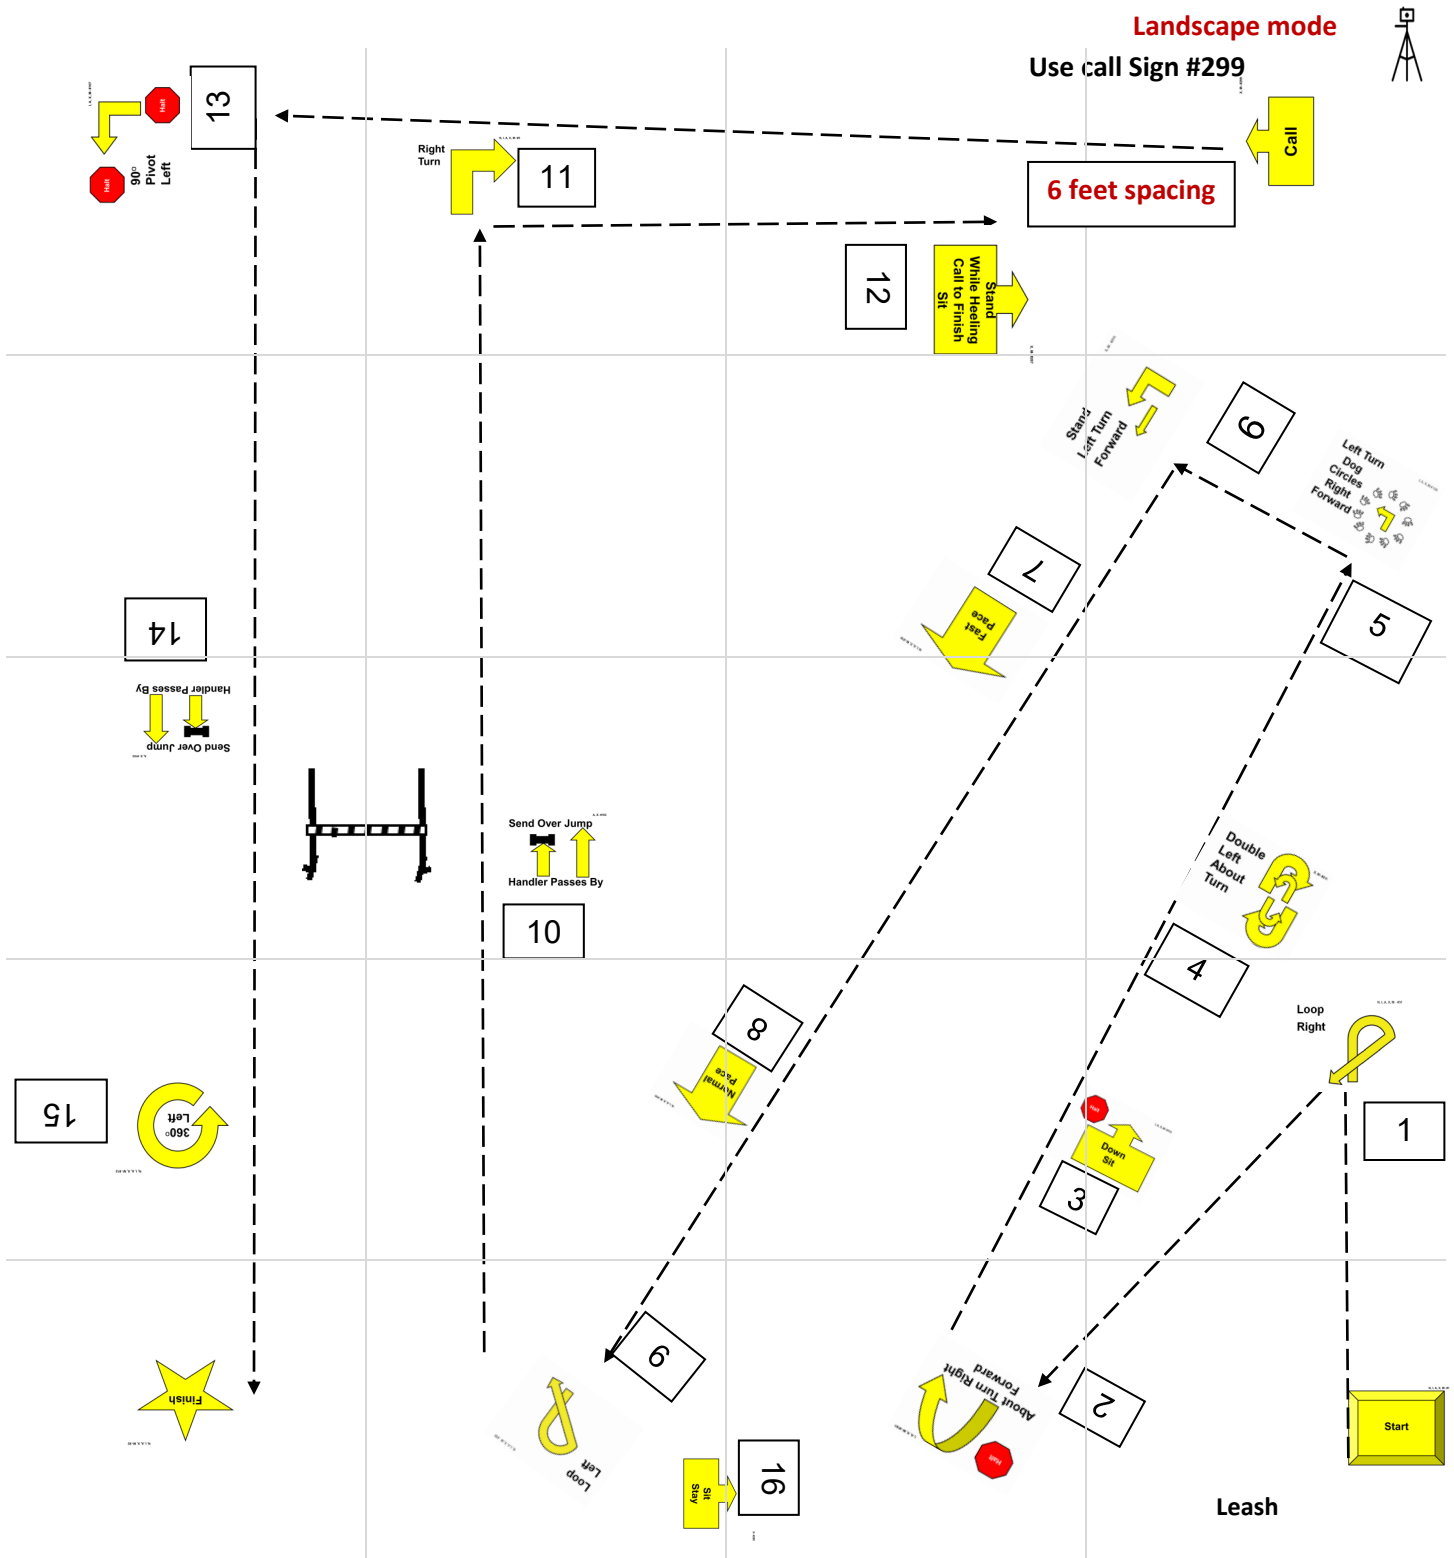 Landscape mode
Use call Sign #299
Call
6 feet spacing
13
Halt
Halt
90°
Pivot
Left
Right
Turn
11
12
Stand
While Heeling
Call to Finish
Sit
Stand
Left Turn
Forward
6
Left Turn
Dog
Circles
Right
Forward
5
7
Fast
Pace
14
Handler Passes By
Send Over Jump
Send Over Jump
Handler Passes By
10
Double
Left
About
Turn
4
8
Normal
Pace
Loop
Right
1
15
360°
Left
Halt
Down
Sit
3
9
Loop
Left
About Turn Right
Forward
Halt
2
Start
Finish
16
Sit
Stay
Leash